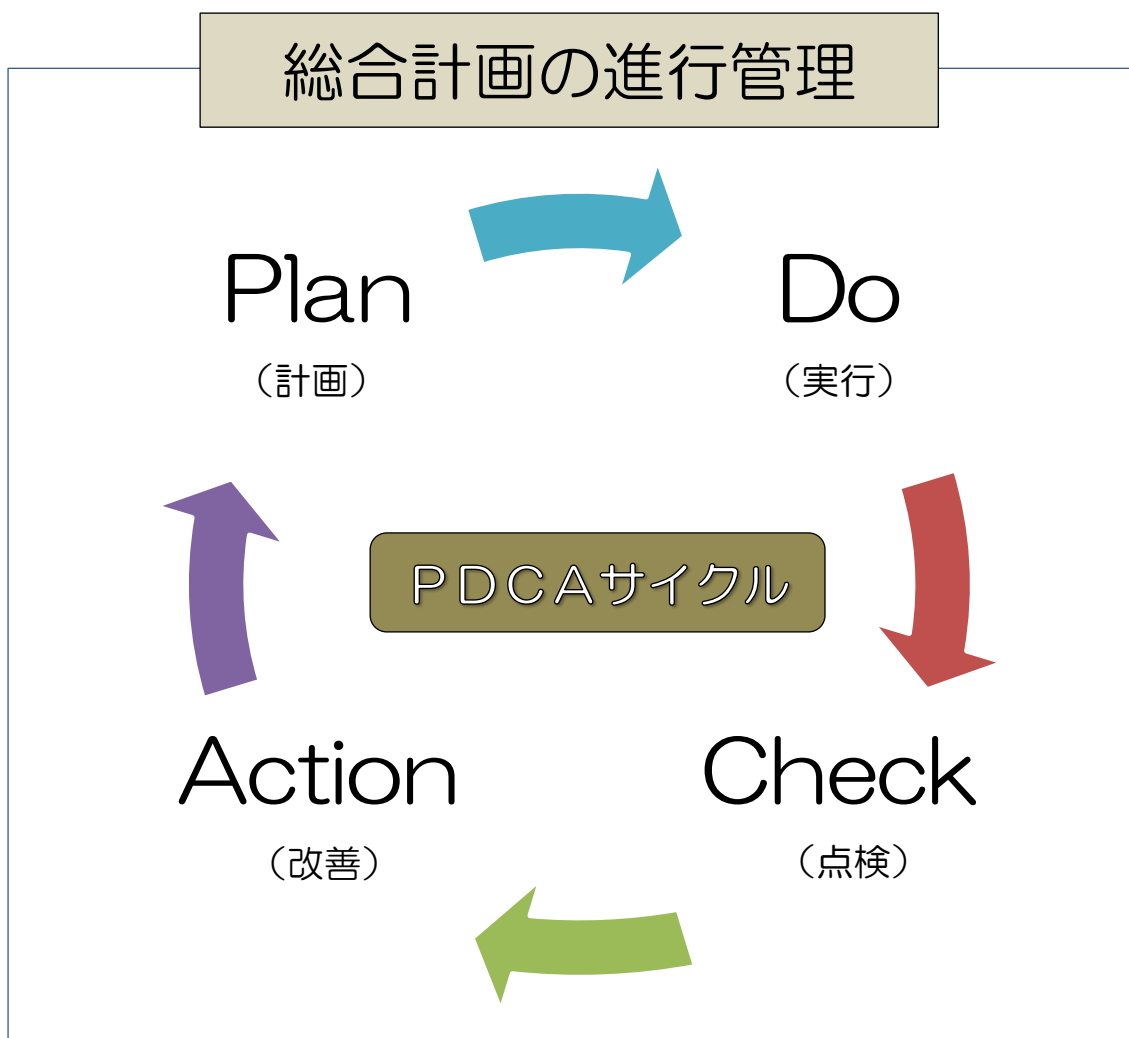 総合計画の進行管理
Plan
（計画）
Do
（実行）
ＰＤＣＡサイクル
Action
（改善）
Check
（点検）